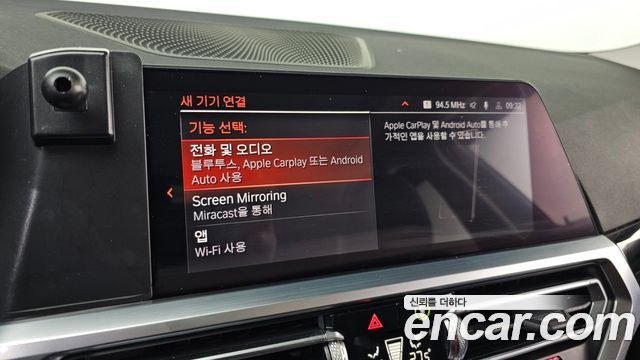 새 기기 연결
1 94.5 MHz 09:32
기능 선택:
전화 및 오디오
블루투스, Apple Carplay 또는 Android
Auto 사용
Screen Mirroring
Miracast을 통해
앱
Wi-Fi 사용
Apple CarPlay 및 Android Auto를 통해 추
가적인 앱을 사용할 수 있습니다.
신뢰를 더하다
encar.com